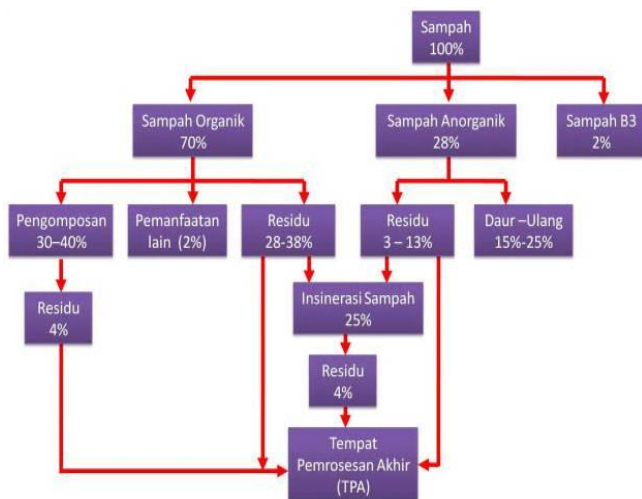 Sampah
100%
Sampah Organik
70%
Sampah Anorganik
28%
Sampah B3
2%
Pengomposan
30–40%
Pemanfaatan
lain (2%)
Residu
28-38%
Residu
3 – 13%
Daur –Ulang
15%-25%
Residu
4%
Insinerasi Sampah
25%
Residu
4%
Tempat
Pemrosesan Akhir
(TPA)